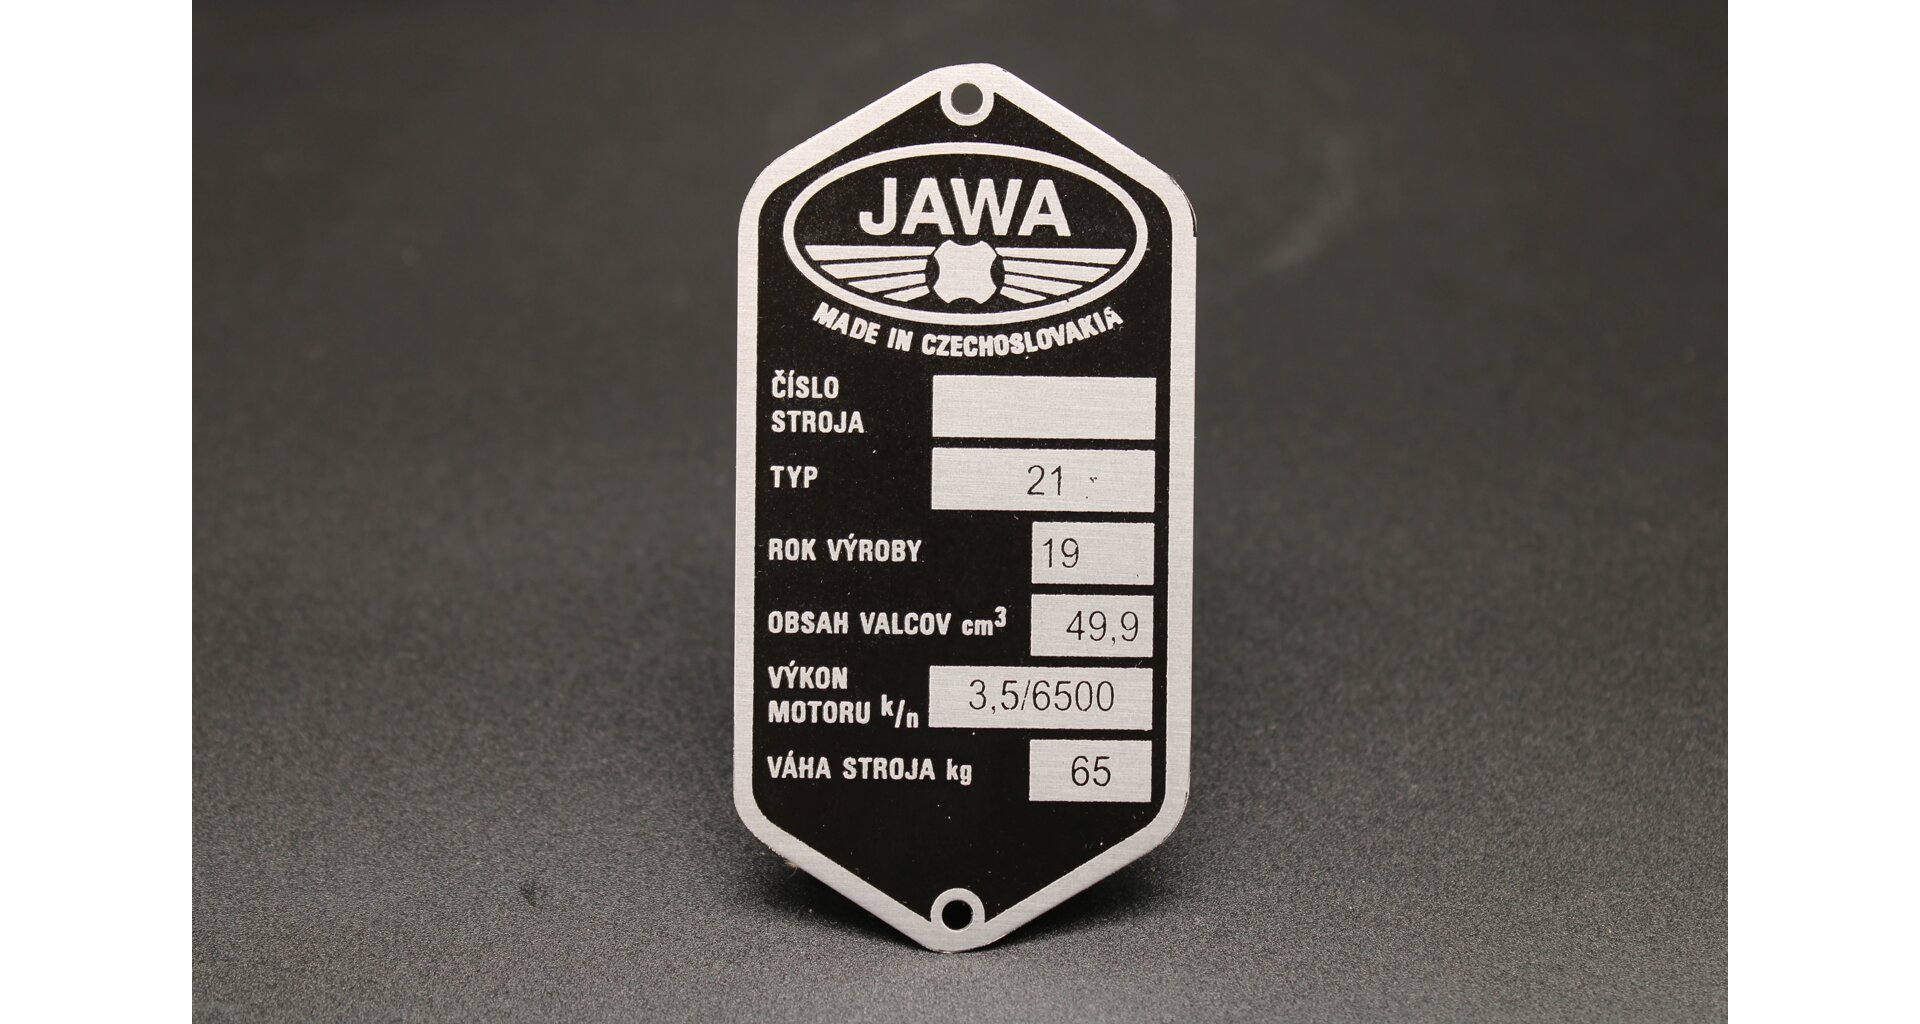 JAWA
MADE IN CZECHOSLOVAKIA
ČÍSLO
STROJA
TYP 21
ROK VÝROBY 19
OBSAH VALCOV cm³ 49,9
VÝKON
MOTORU k/n 3,5/6500
VÁHA STROJA kg 65